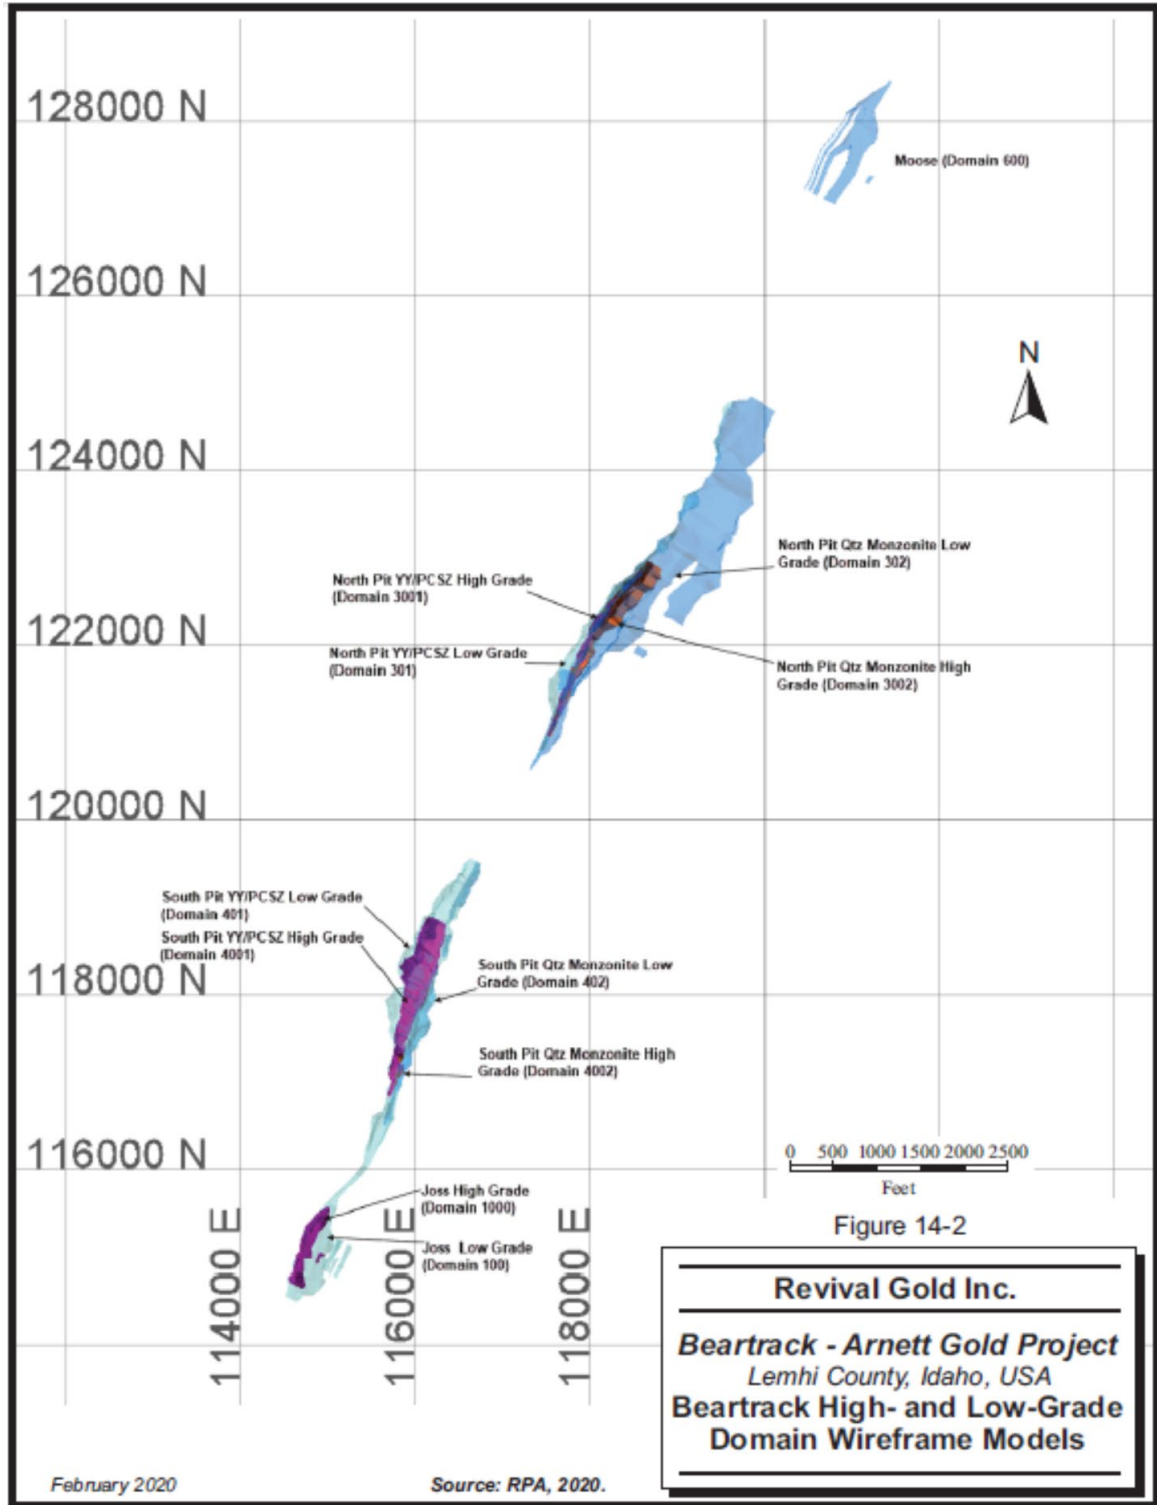 128000 N
Moose (Domain 600)
126000 N
N
124000 N
North Pit Qtz Monzonite Low
Grade (Domain 302)
North Pit YY/PCSZ High Grade
(Domain 3001)
122000 N
North Pit YY/PCSZ Low Grade
(Domain 301)
North Pit Qtz Monzonite High
Grade (Domain 3002)
120000 N
South Pit YY/PCSZ Low Grade
(Domain 401)
South Pit YY/PCSZ High Grade
(Domain 4001)
118000 N
South Pit Qtz Monzonite Low
Grade (Domain 402)
South Pit Qtz Monzonite High
Grade (Domain 4002)
116000 N
0 500 1000 1500 2000 2500
Feet
Joss High Grade
(Domain 1000)
Joss Low Grade
(Domain 100)
114000 E
116000 E
118000 E
Figure 14-2
Revival Gold Inc.
Beartrack - Arnett Gold Project
Lemhi County, Idaho, USA
Beartrack High- and Low-Grade
Domain Wireframe Models
February 2020
Source: RPA, 2020.